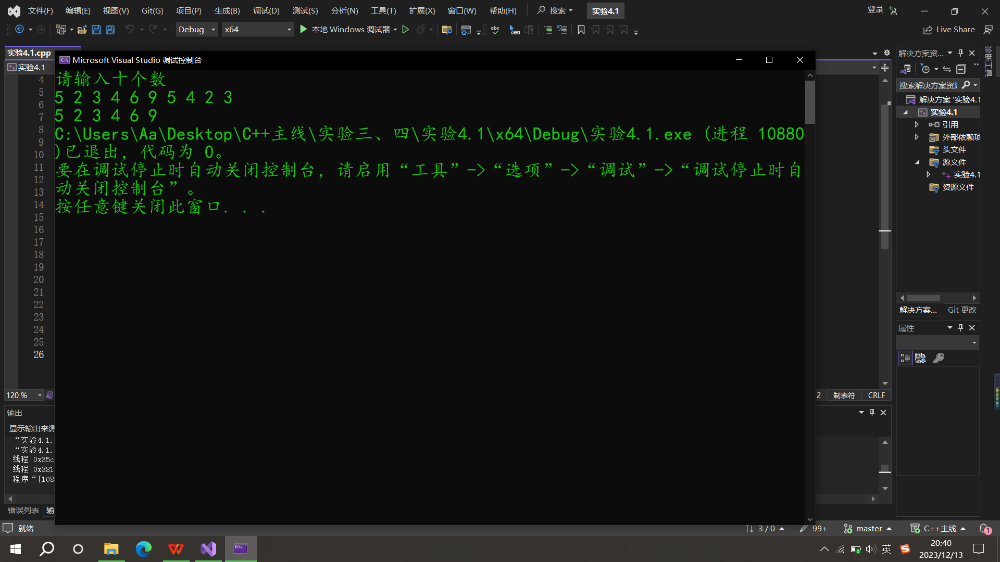 文件(F) 编辑(E) 视图(V) Git(G) 项目(P) 生成(B) 调试(D) 测试(S) 分析(N) 工具(T) 扩展(X) 窗口(W) 帮助(H) 搜索 实验4.1 登录
Debug x64 本地 Windows 调试器 Live Share
实验4.1.cpp
实验4.1
Microsoft Visual Studio 调试控制台
请输入十个数
5 2 3 4 6 9 5 4 2 3
5 2 3 4 6 9
C:\Users\Aa\Desktop\C++主线\实验三、四\实验4.1\x64\Debug\实验4.1.exe (进程 10880
)已退出，代码为 0。
要在调试停止时自动关闭控制台，请启用“工具”->“选项”->“调试”->“调试停止时自
动关闭控制台”。
按任意键关闭此窗口. . .
4
5
6
7
8
9
10
11
12
13
14
15
16
17
18
19
20
21
22
23
24
25
26
120 %
2 制表符 CRLF
输出
显示输出来源
“实验4.1.
“实验4.1.
线程 0x35c
线程 0x381
程序“[108
错误列表 输
解决方案资...
诊断工具
搜索解决方案资源
解决方案 '实验4.1
实验4.1
引用
外部依赖项
头文件
源文件
实验4.1
资源文件
解决方案... Git 更改
属性
就绪 3 / 0 99+ master C++主线 1
英 20:40
2023/12/13